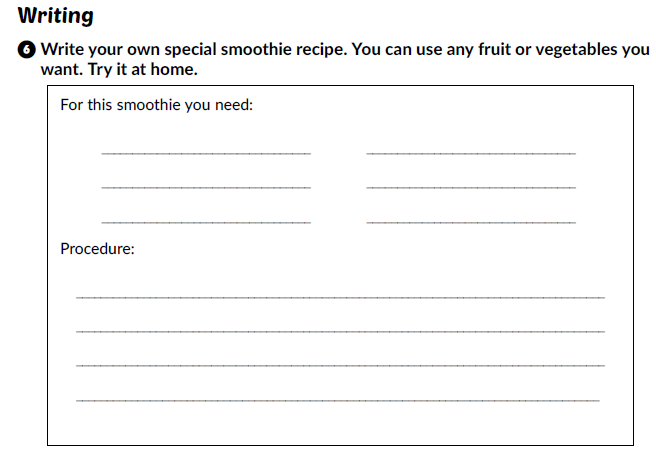 Writing
6 Write your own special smoothie recipe. You can use any fruit or vegetables you
want. Try it at home.
For this smoothie you need:
Procedure: